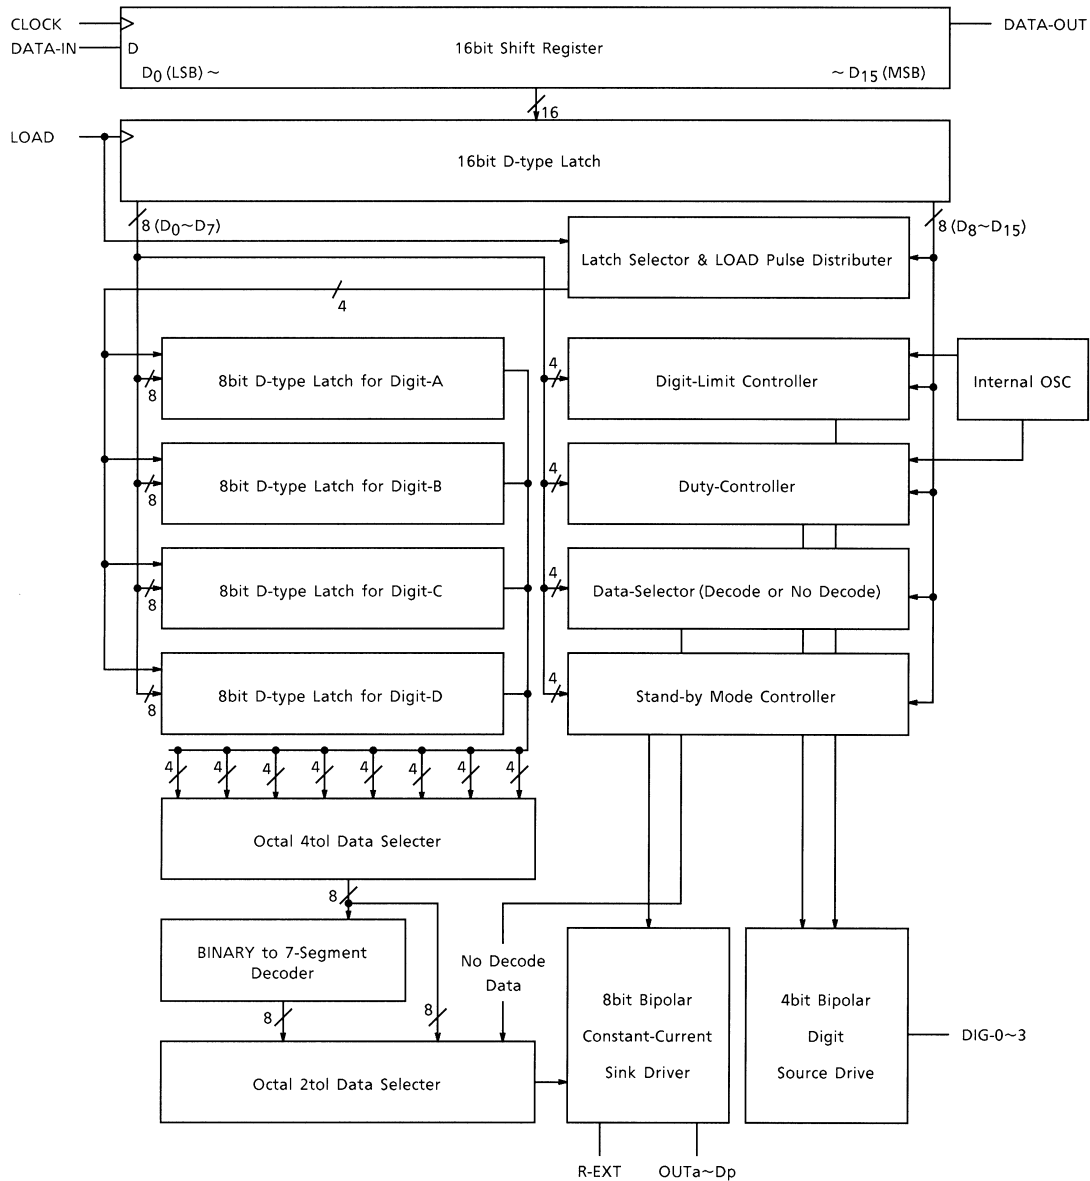 CLOCK
DATA-IN
D
16bit Shift Register
DATA-OUT
D0 (LSB) ~
~ D15 (MSB)
16
LOAD
16bit D-type Latch
8 (D0~D7)
8 (D8~D15)
Latch Selector & LOAD Pulse Distributer
4
8bit D-type Latch for Digit-A
8
4
Digit-Limit Controller
Internal OSC
8bit D-type Latch for Digit-B
8
4
Duty-Controller
8bit D-type Latch for Digit-C
8
4
Data-Selector (Decode or No Decode)
8bit D-type Latch for Digit-D
8
4
Stand-by Mode Controller
4 4 4 4 4 4 4 4
Octal 4tol Data Selecter
8
BINARY to 7-Segment
Decoder
No Decode
Data
8
8
Octal 2tol Data Selecter
8bit Bipolar
Constant-Current
Sink Driver
4bit Bipolar
Digit
Source Drive
DIG-0~3
R-EXT
OUTa~Dp